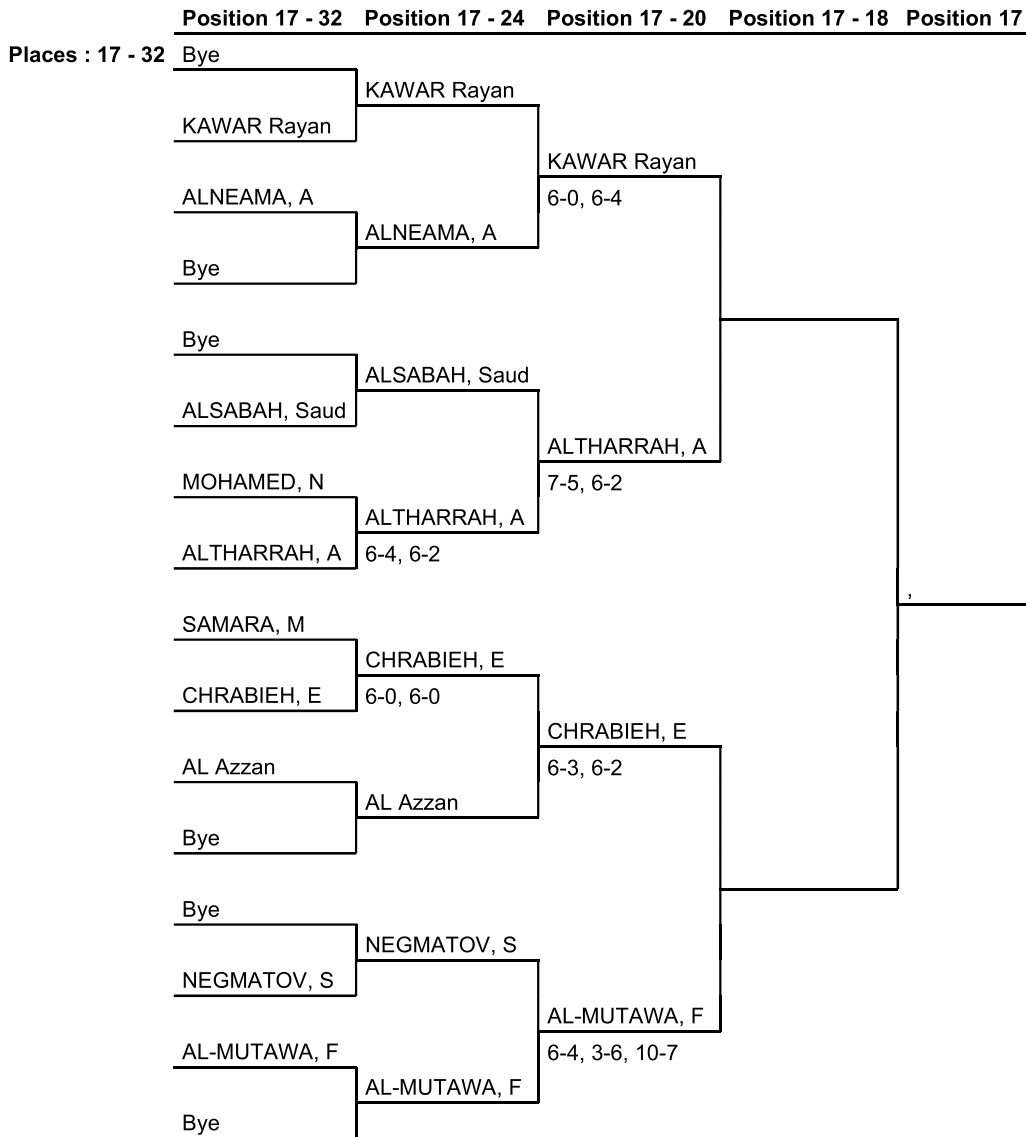 Position 17 - 32 Position 17 - 24 Position 17 - 20 Position 17 - 18 Position 17
Places : 17 - 32 Bye
KAWAR Rayan
KAWAR Rayan
KAWAR Rayan
ALNEAMA, A 6-0, 6-4
ALNEAMA, A
Bye
Bye
ALSABAH, Saud
ALSABAH, Saud
ALTHARRAH, A
MOHAMED, N 7-5, 6-2
ALTHARRAH, A
ALTHARRAH, A 6-4, 6-2
,
SAMARA, M
CHRABIEH, E
CHRABIEH, E 6-0, 6-0
CHRABIEH, E
AL Azzan 6-3, 6-2
AL Azzan
Bye
Bye
NEGMATOV, S
NEGMATOV, S
AL-MUTAWA, F
AL-MUTAWA, F 6-4, 3-6, 10-7
AL-MUTAWA, F
Bye